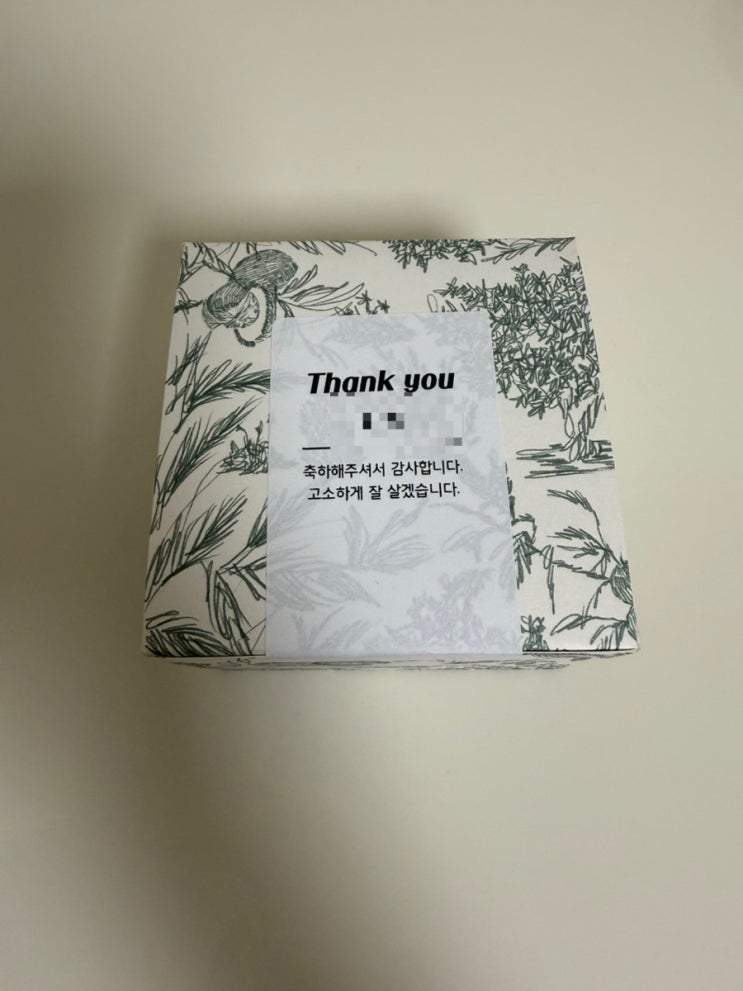 Thank you
축하해주셔서 감사합니다.
고소하게 잘 살겠습니다.